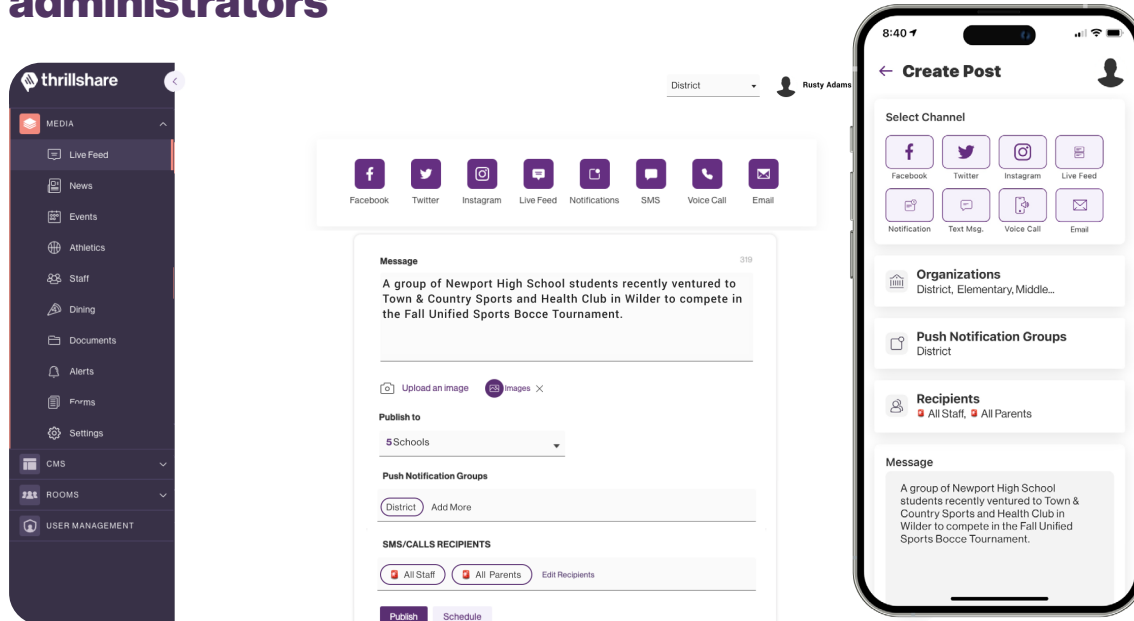 administrators
thrillshare
MEDIA
Live Feed
News
Events
Athletics
Staff
Dining
Documents
Alerts
Forms
Settings
CMS
ROOMS
USER MANAGEMENT
District
Rusty Adams
Facebook
Twitter
Instagram
Live Feed
Notifications
SMS
Voice Call
Email
Message
319
A group of Newport High School students recently ventured to
Town & Country Sports and Health Club in Wilder to compete in
the Fall Unified Sports Bocce Tournament.
Upload an image
Images
Publish to
5 Schools
Push Notification Groups
District
Add More
SMS/CALLS RECIPIENTS
All Staff
All Parents
Edit Recipients
Publish
Schedule
8:40
Create Post
Select Channel
Facebook
Twitter
Instagram
Live Feed
Notification
Text Msg.
Voice Call
Email
Organizations
District, Elementary, Middle...
Push Notification Groups
District
Recipients
All Staff, All Parents
Message
A group of Newport High School
students recently ventured to Town &
Country Sports and Health Club in
Wilder to compete in the Fall Unified
Sports Bocce Tournament.